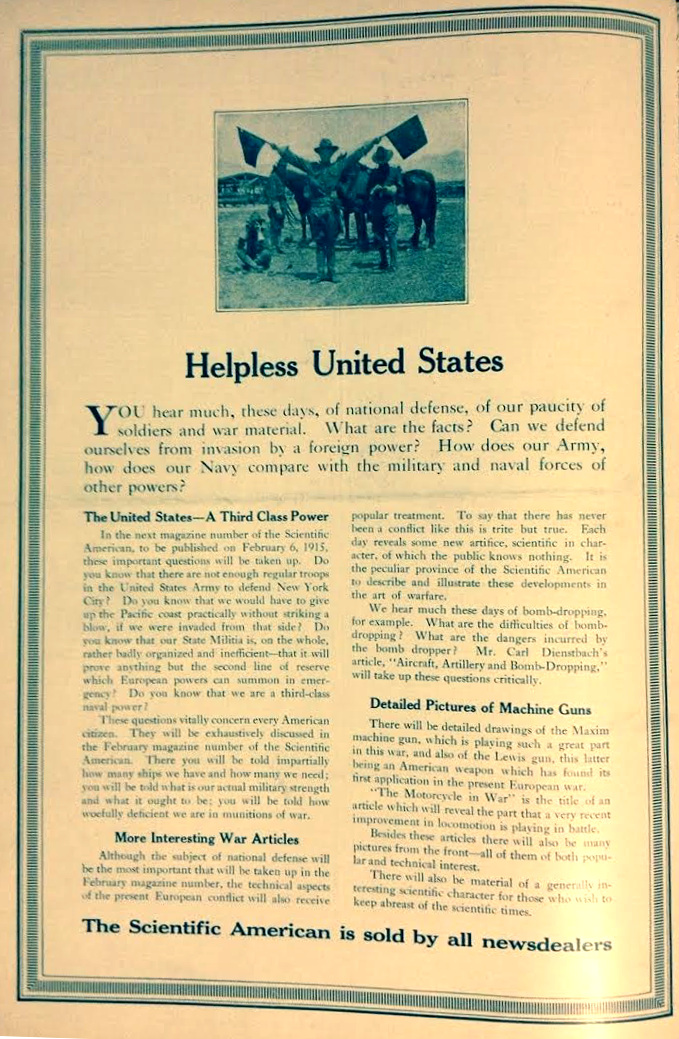 Helpless United States
YOU hear much, these days, of national defense, of our paucity of
soldiers and war material. What are the facts? Can we defend
ourselves from invasion by a foreign power? How does our Army,
how does our Navy compare with the military and naval forces of
other powers?
The United States—A Third Class Power
In the next magazine number of the Scientific
American, to be published on February 6, 1915,
these important questions will be taken up. Do
you know that there are not enough regular troops
in the United States Army to defend New York
City? Do you know that we would have to give
up the Pacific coast practically without striking a
blow, if we were invaded from that side? Do
you know that our State Militia is, on the whole,
rather badly organized and inefficient—that it will
prove anything but the second line of reserve
which European powers can summon in emer-
gency? Do you know that we are a third-class
naval power?
These questions vitally concern every American
citizen. They will be exhaustively discussed in
the February magazine number of the Scientific
American. There you will be told impartially
how many ships we have and how many we need;
you will be told what is our actual military strength
and what it ought to be; you will be told how
woefully deficient we are in munitions of war.
More Interesting War Articles
Although the subject of national defense will
be the most important that will be taken up in the
February magazine number, the technical aspects
of the present European conflict will also receive
popular treatment. To say that there has never
been a conflict like this is trite but true. Each
day reveals some new artifice, scientific in char-
acter, of which the public knows nothing. It is
the peculiar province of the Scientific American
to describe and illustrate these developments in
the art of warfare.
We hear much these days of bomb-dropping,
for example. What are the difficulties of bomb-
dropping? What are the dangers incurred by
the bomb dropper? Mr. Carl Dienstbach's
article, "Aircraft, Artillery and Bomb-Dropping,"
will take up these questions critically.
Detailed Pictures of Machine Guns
There will be detailed drawings of the Maxim
machine gun, which is playing such a great part
in this war, and also of the Lewis gun, this latter
being an American weapon which has found its
first application in the present European war.
"The Motorcycle in War" is the title of an
article which will reveal the part that a very recent
improvement in locomotion is playing in battle.
Besides these articles there will also be many
pictures from the front—all of them of both popu-
lar and technical interest.
There will also be material of a generally in-
teresting scientific character for those who wish to
keep abreast of the scientific times.
The Scientific American is sold by all newsdealers